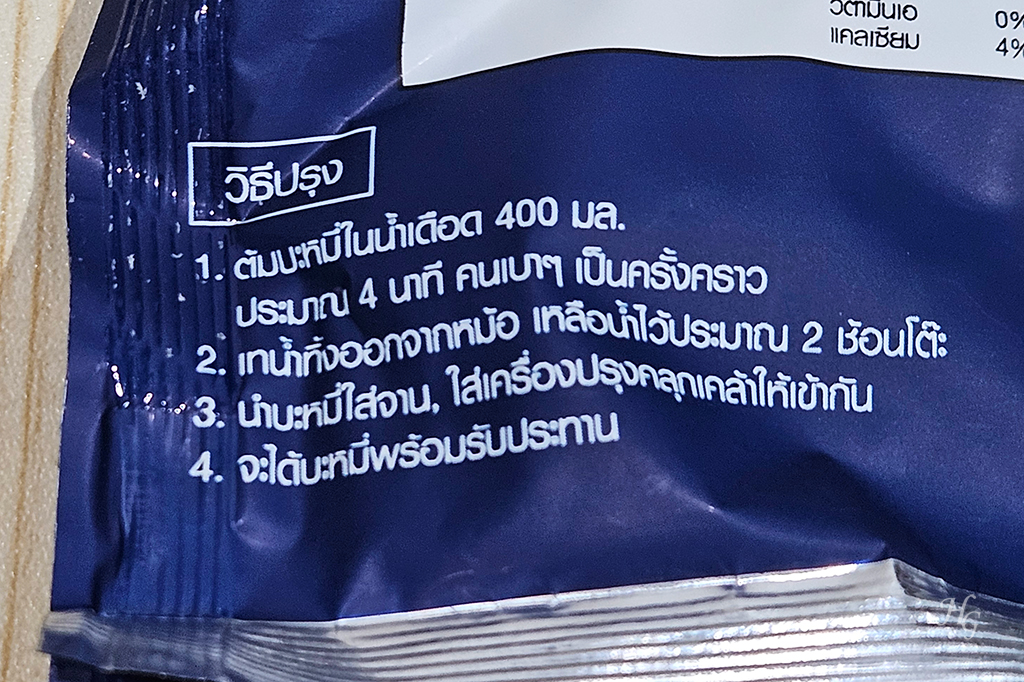 วิตามินเอ 0%
แคลเซียม 4%
วิธีปรุง
1. ต้มบะหมี่ในน้ำเดือด 400 มล.
ประมาณ 4 นาที คนเบาๆ เป็นครั้งคราว
2. เทน้ำทิ้งออกจากหม้อ เหลือน้ำไว้ประมาณ 2 ช้อนโต๊ะ
3. นำบะหมี่ใส่จาน, ใส่เครื่องปรุงคลุกเคล้าให้เข้ากัน
4. จะได้บะหมี่พร้อมรับประทาน